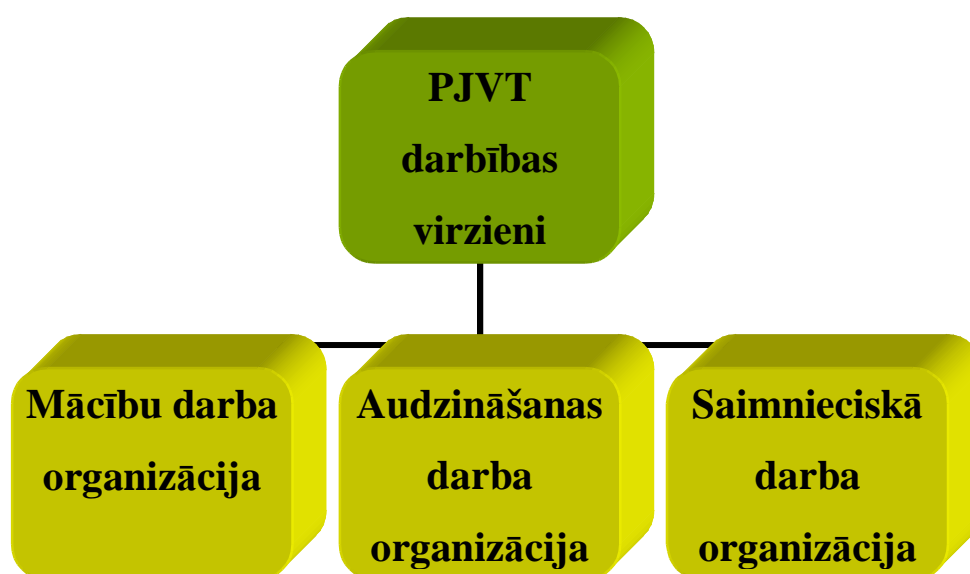 PJVT
darbības
virzieni
Mācību darba
organizācija
Audzināšanas
darba
organizācija
Saimnieciskā
darba
organizācija